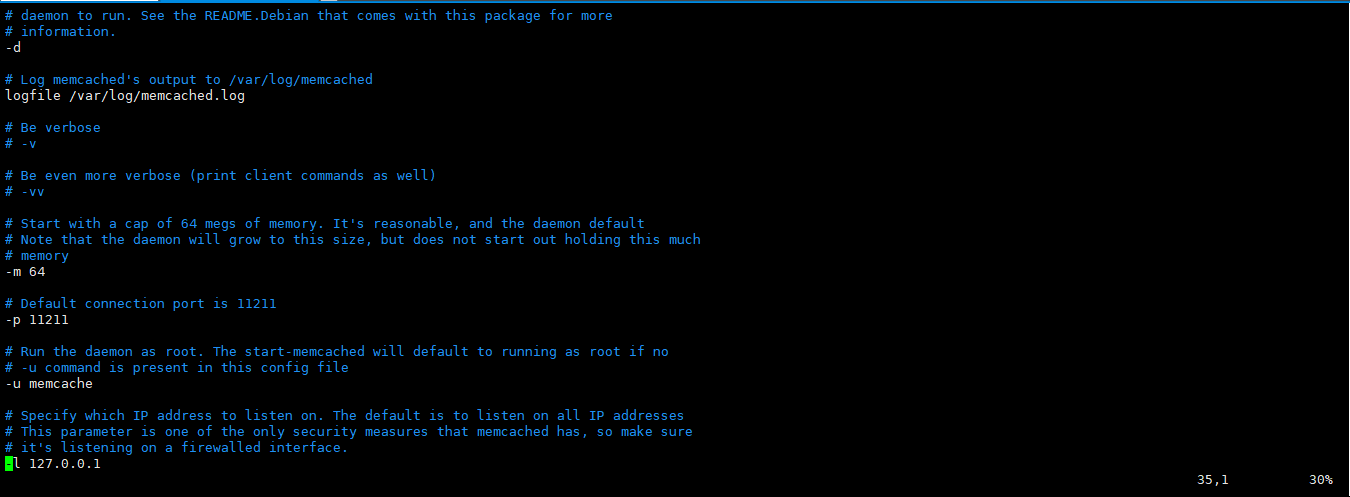 # daemon to run. See the README.Debian that comes with this package for more
# information.
-d
# Log memcached's output to /var/log/memcached
logfile /var/log/memcached.log
# Be verbose
# -v
# Be even more verbose (print client commands as well)
# -vv
# Start with a cap of 64 megs of memory. It's reasonable, and the daemon default
# Note that the daemon will grow to this size, but does not start out holding this much
# memory
-m 64
# Default connection port is 11211
-p 11211
# Run the daemon as root. The start-memcached will default to running as root if no
# -u command is present in this config file
-u memcache
# Specify which IP address to listen on. The default is to listen on all IP addresses
# This parameter is one of the only security measures that memcached has, so make sure
# it's listening on a firewalled interface.
-l 127.0.0.1
35,1 30%